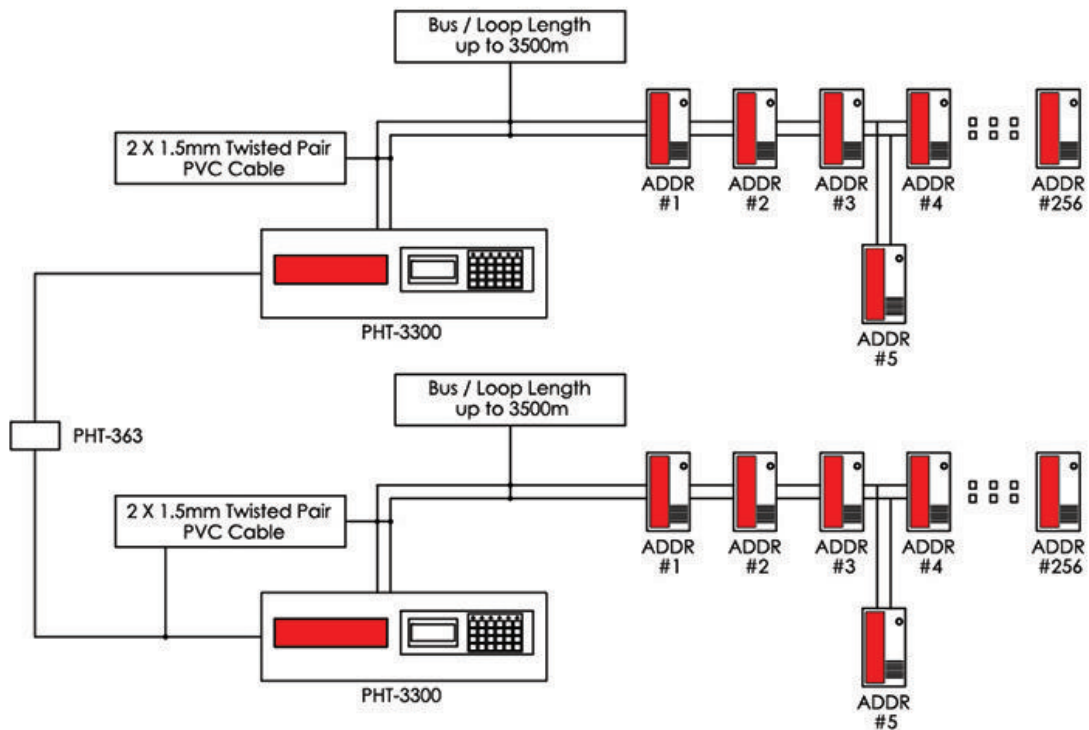 Bus / Loop Length
up to 3500m
2 X 1.5mm Twisted Pair
PVC Cable
ADDR
#1
ADDR
#2
ADDR
#3
ADDR
#4
ADDR
#256
ADDR
#5
PHT-3300
Bus / Loop Length
up to 3500m
PHT-363
2 X 1.5mm Twisted Pair
PVC Cable
ADDR
#1
ADDR
#2
ADDR
#3
ADDR
#4
ADDR
#256
ADDR
#5
PHT-3300